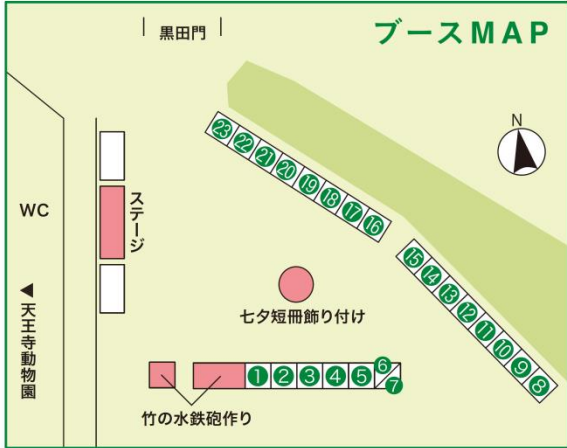 黒田門
ブースMAP
N
㉓
㉒
㉑
⑳
⑲
⑱
⑰
⑯
WC
ステージ
⑮
⑭
⑬
⑫
⑪
⑩
⑨
⑧
◀天王寺動物園
七夕短冊飾り付け
①
②
③
④
⑤
⑥
⑦
竹の水鉄砲作り